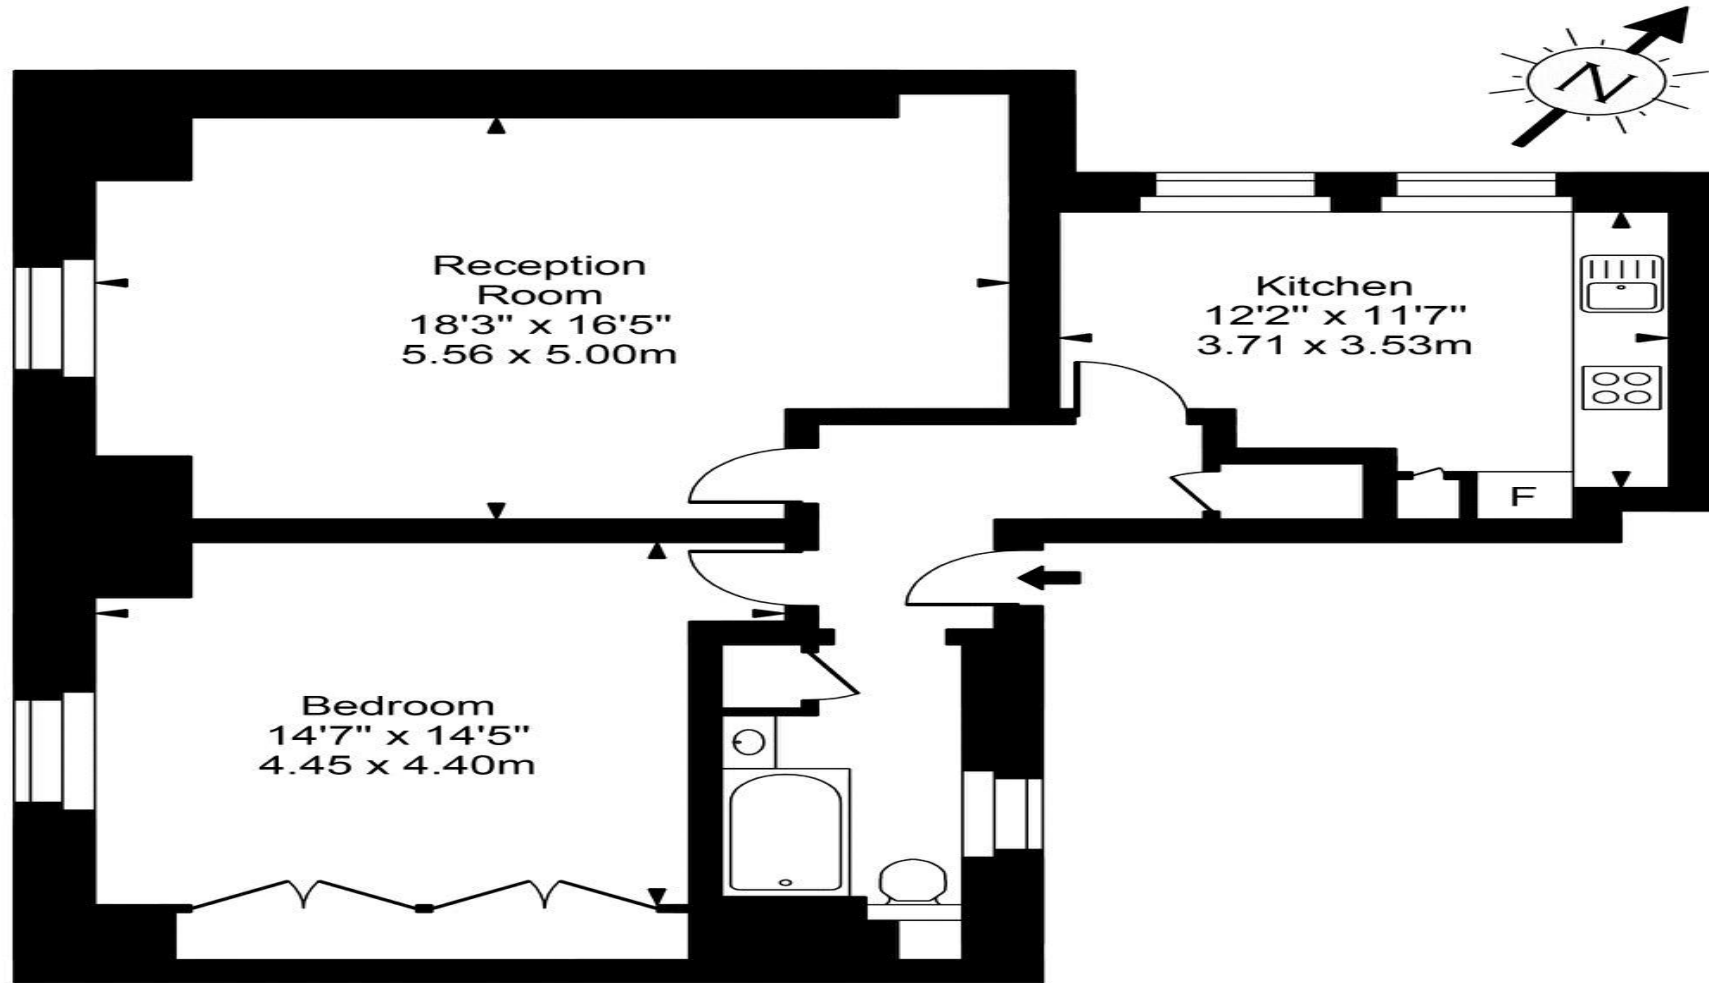 N
Reception
Room
18'3" x 16'5"
5.56 x 5.00m
Kitchen
12'2" x 11'7"
3.71 x 3.53m
F
Bedroom
14'7" x 14'5"
4.45 x 4.40m